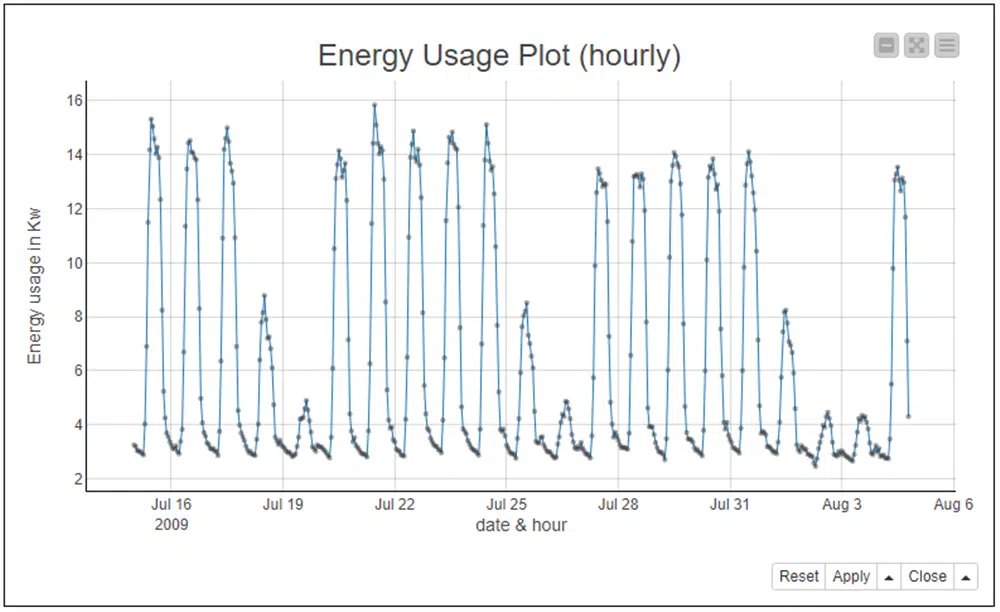 Energy Usage Plot (hourly)
Energy usage in Kw
16
14
12
10
8
6
4
2
Jul 16 Jul 19 Jul 22 Jul 25 Jul 28 Jul 31 Aug 3 Aug 6
2009
date & hour
Reset Apply Close